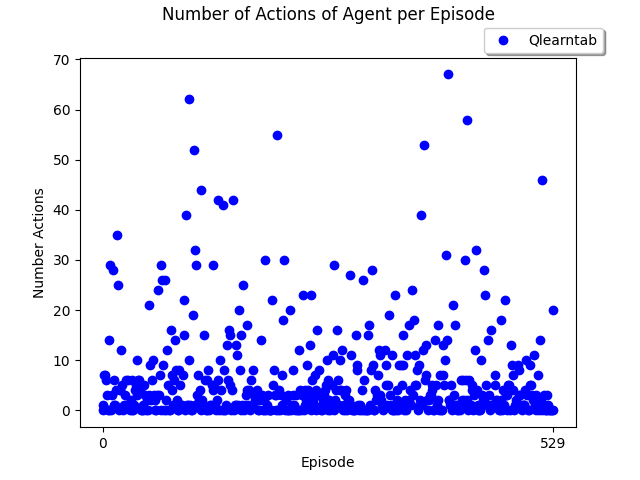 Number of Actions of Agent per Episode
Qlearntab
70
60
50
40
30
20
10
0
Number Actions
0 529
Episode